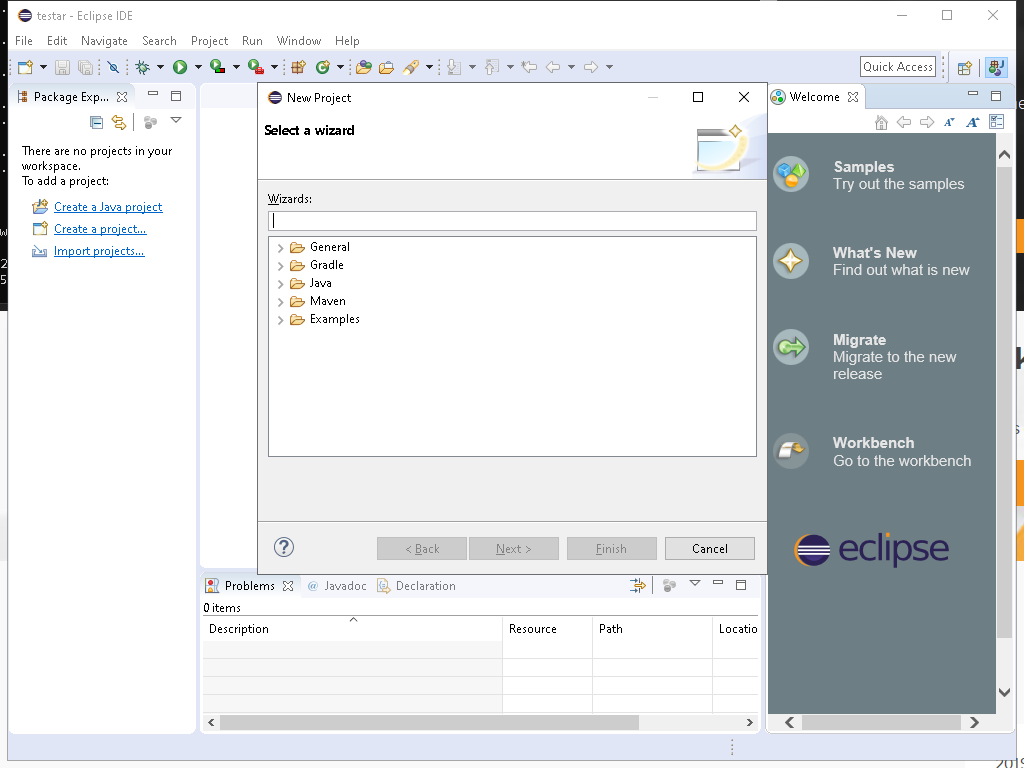 testar - Eclipse IDE
File Edit Navigate Search Project Run Window Help
Quick Access
Package Exp...
There are no projects in your
workspace.
To add a project:
Create a Java project
Create a project...
Import projects...
New Project
Select a wizard
Wizards:
General
Gradle
Java
Maven
Examples
? < Back Next > Finish Cancel
Welcome
A A
Samples
Try out the samples
What's New
Find out what is new
Migrate
Migrate to the new
release
Workbench
Go to the workbench
eclipse
Problems @ Javadoc Declaration
0 items
Description Resource Path Locatio
2019